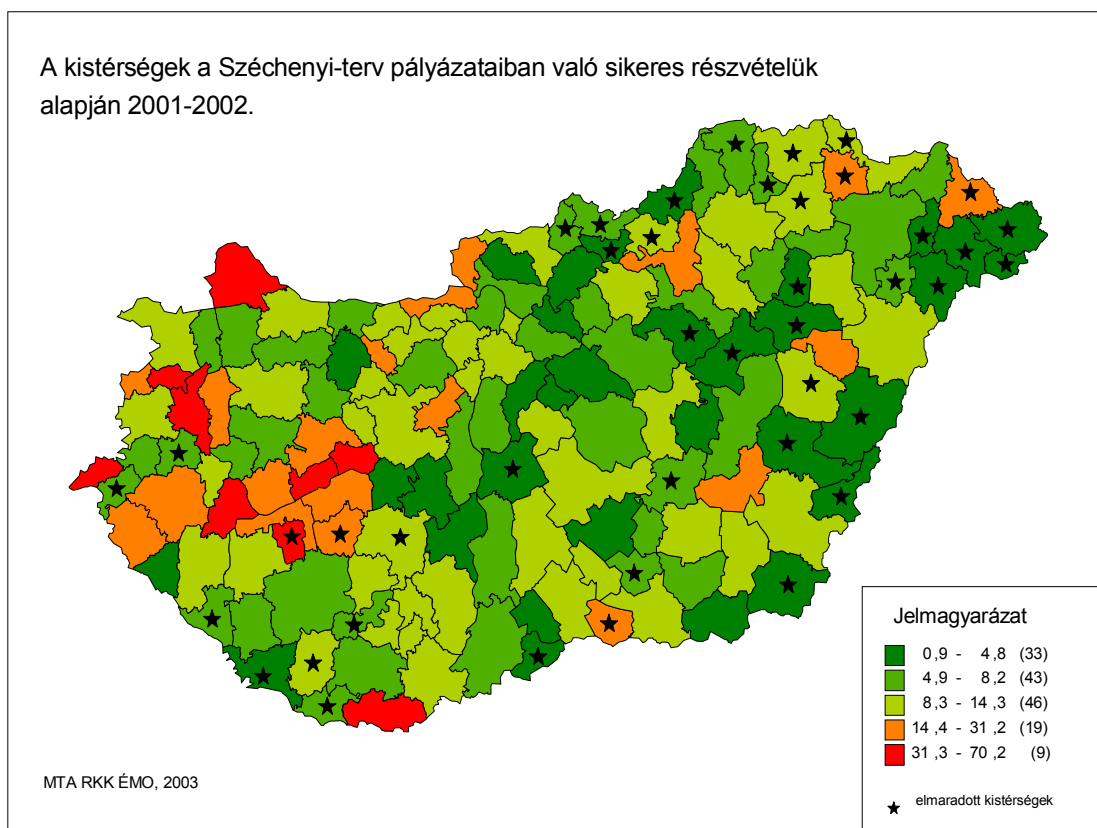 A kistérségek a Széchenyi-terv pályázataiban való sikeres részvételük
alapján 2001-2002.
Jelmagyarázat
0,9 - 4,8 (33)
4,9 - 8,2 (43)
8,3 - 14,3 (46)
14,4 - 31,2 (19)
31,3 - 70,2 (9)
elmaradott kistérségek
MTA RKK ÉMO, 2003